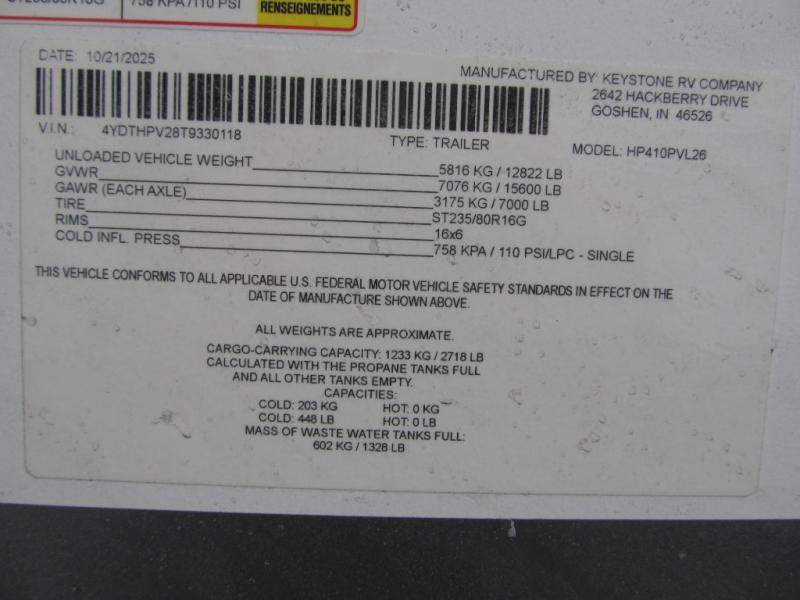 758 KPA /110 PSI
RENSEIGNEMENTS
DATE: 10/21/2025
MANUFACTURED BY: KEYSTONE RV COMPANY
2642 HACKBERRY DRIVE
GOSHEN, IN 46526
V.I.N.: 4YDTHPV28T9330118
TYPE: TRAILER
MODEL: HP410PVL26
UNLOADED VEHICLE WEIGHT 5816 KG / 12822 LB
GVWR 7076 KG / 15600 LB
GAWR (EACH AXLE) 3175 KG / 7000 LB
TIRE ST235/80R16G
RIMS 16x6
COLD INFL. PRESS 758 KPA / 110 PSI/LPC - SINGLE
THIS VEHICLE CONFORMS TO ALL APPLICABLE U.S. FEDERAL MOTOR VEHICLE SAFETY STANDARDS IN EFFECT ON THE
DATE OF MANUFACTURE SHOWN ABOVE.
ALL WEIGHTS ARE APPROXIMATE.
CARGO-CARRYING CAPACITY: 1233 KG / 2718 LB
CALCULATED WITH THE PROPANE TANKS FULL
AND ALL OTHER TANKS EMPTY.
CAPACITIES:
COLD: 203 KG HOT: 0 KG
COLD: 448 LB HOT: 0 LB
MASS OF WASTE WATER TANKS FULL:
602 KG / 1328 LB